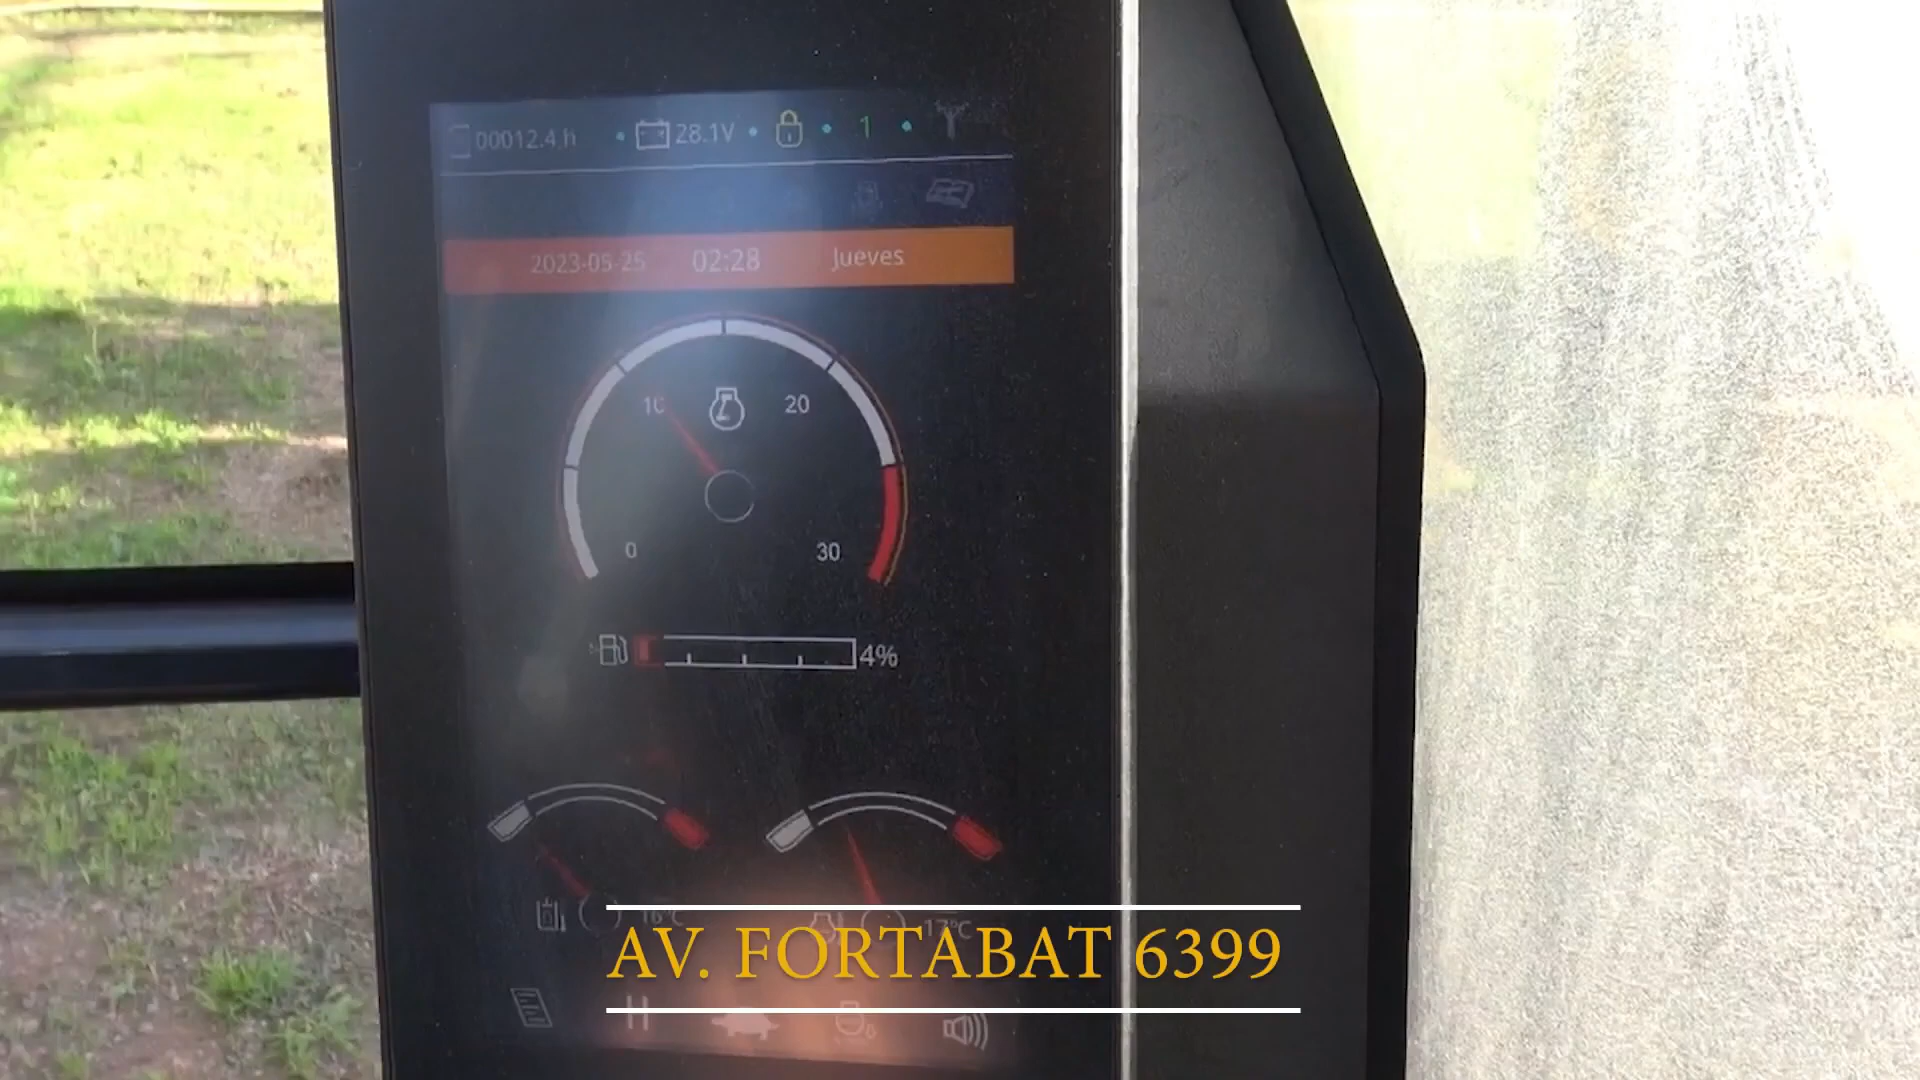 00012.4 h 28.1V 1
2023-05-25 02:28 Jueves
10 20
0 30
4%
16°C 17°C
AV. FORTABAT 6399
H